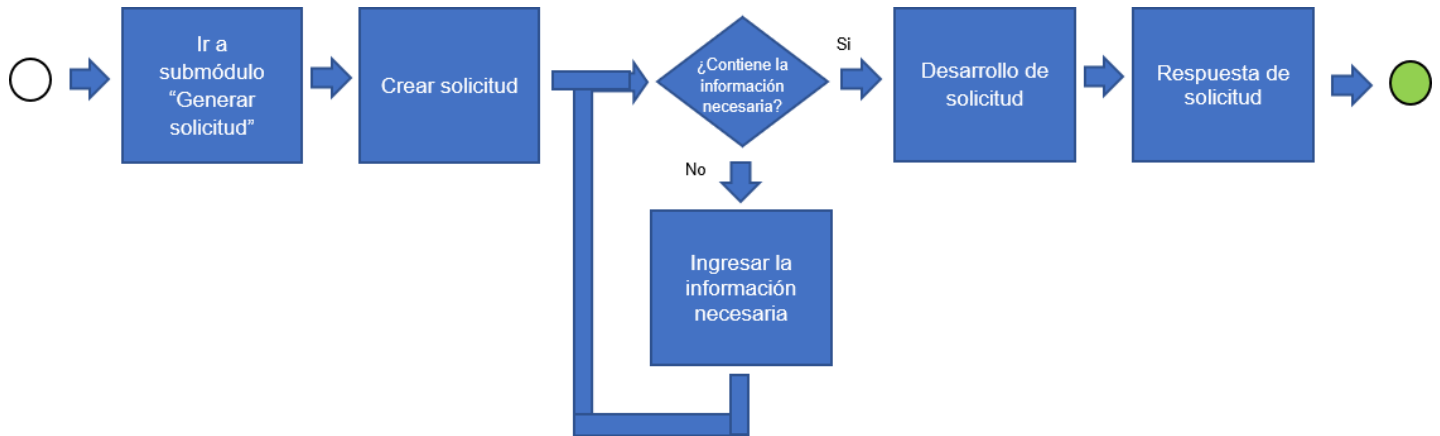 Ir a
submódulo
“Generar
solicitud”
Crear solicitud
¿Contiene la
información
necesaria?
Si
No
Ingresar la
información
necesaria
Desarrollo de
solicitud
Respuesta de
solicitud